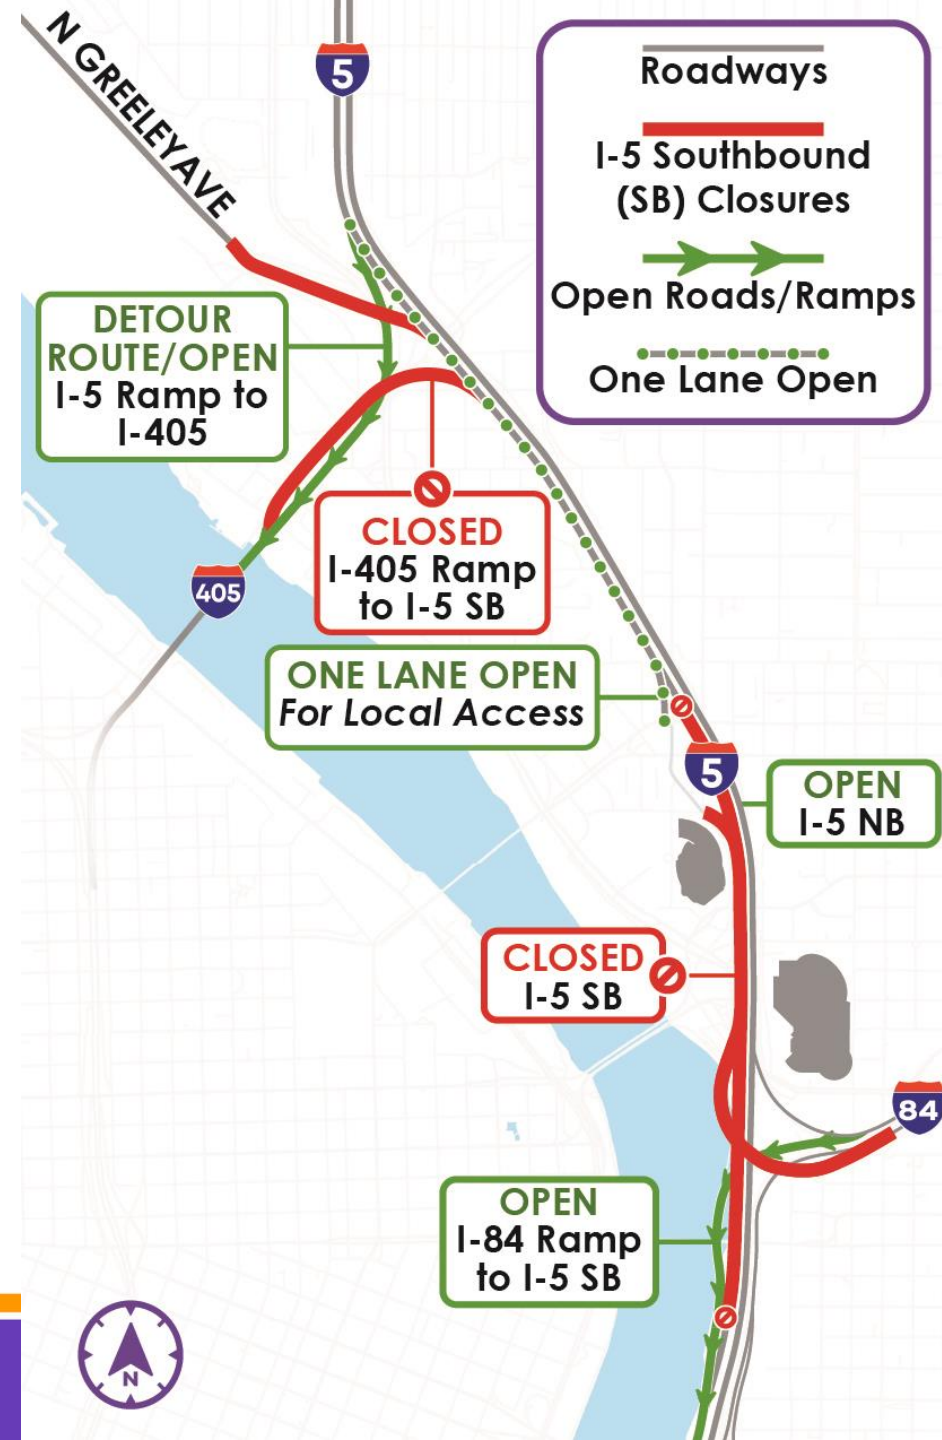 N GREELEY AVE
5
Roadways
I-5 Southbound
(SB) Closures
Open Roads/Ramps
One Lane Open
DETOUR
ROUTE/OPEN
I-5 Ramp to
I-405
CLOSED
I-405 Ramp
to I-5 SB
405
ONE LANE OPEN
For Local Access
5
OPEN
I-5 NB
CLOSED
I-5 SB
84
OPEN
I-84 Ramp
to I-5 SB
N